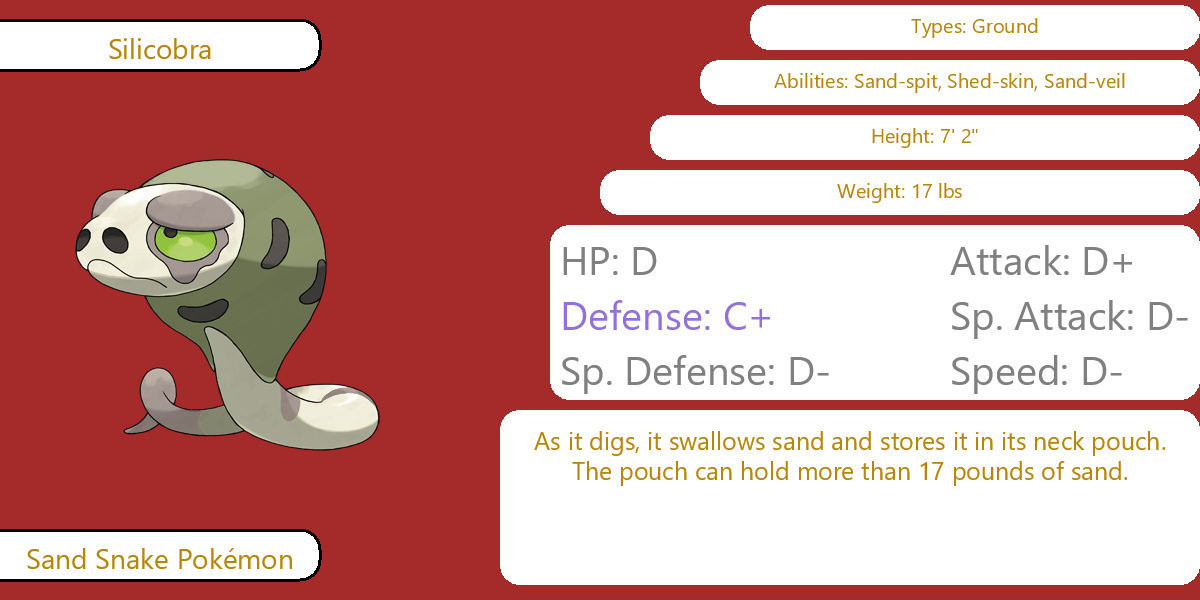 Silicobra
Types: Ground
Abilities: Sand-spit, Shed-skin, Sand-veil
Height: 7' 2"
Weight: 17 lbs
HP: D
Attack: D+
Defense: C+
Sp. Attack: D-
Sp. Defense: D-
Speed: D-
As it digs, it swallows sand and stores it in its neck pouch.
The pouch can hold more than 17 pounds of sand.
Sand Snake Pokémon